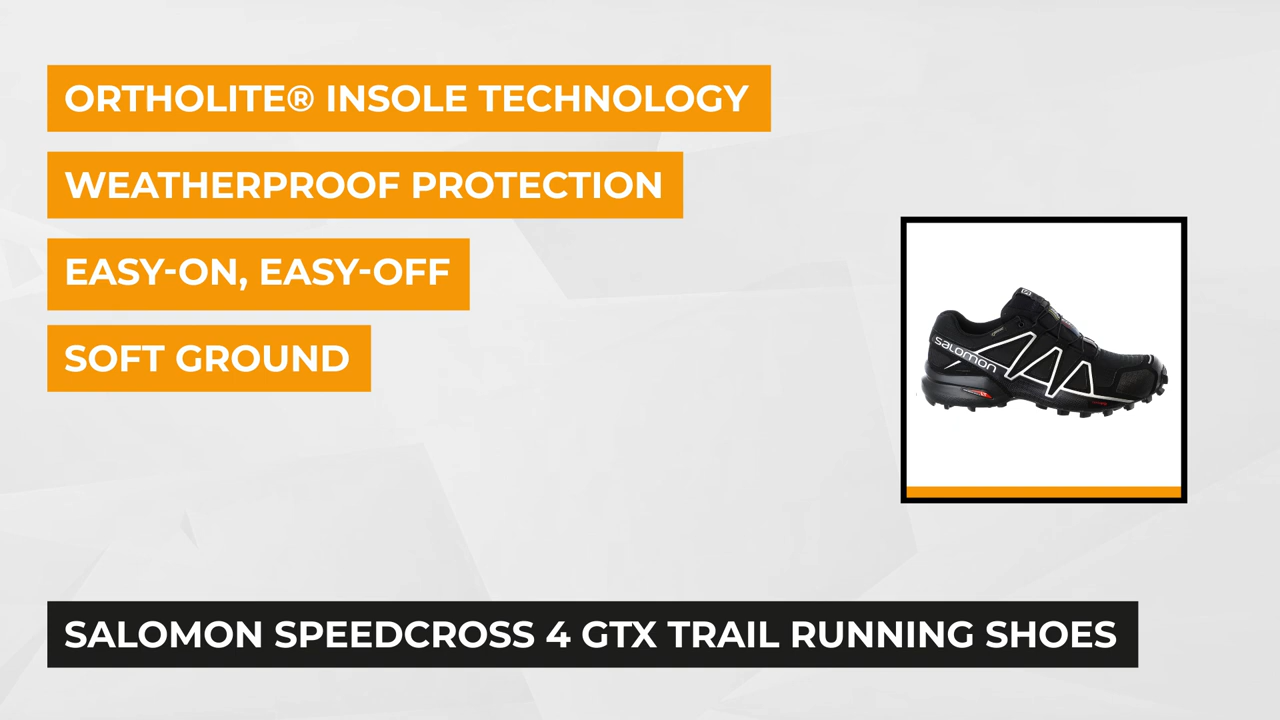 ORTHOLITE® INSOLE TECHNOLOGY
WEATHERPROOF PROTECTION
EASY-ON, EASY-OFF
SOFT GROUND
salomon
SALOMON SPEEDCROSS 4 GTX TRAIL RUNNING SHOES